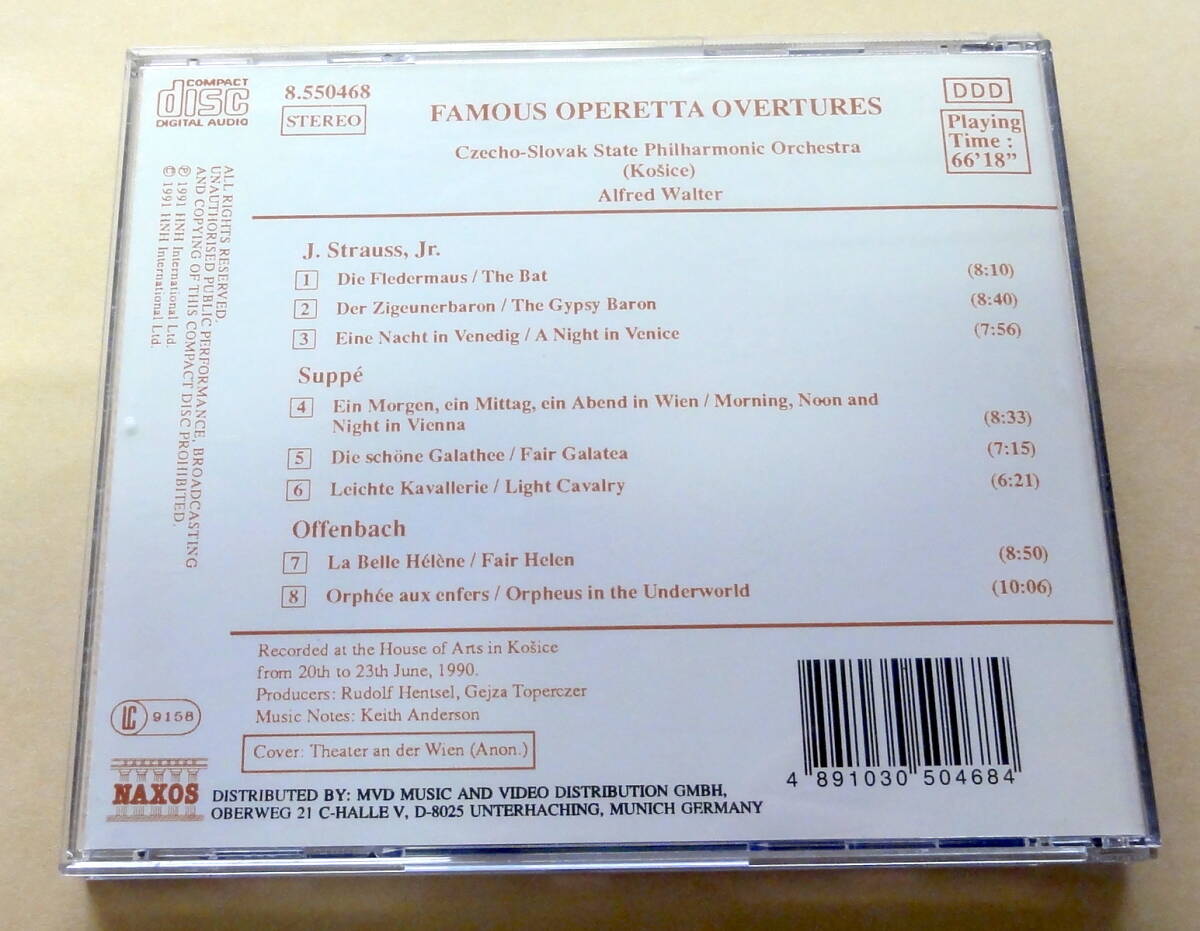 COMPACT
disc
DIGITAL AUDIO
8.550468
STEREO
FAMOUS OPERETTA OVERTURES
Czecho-Slovak State Philharmonic Orchestra
(Košice)
Alfred Walter
DDD
Playing
Time :
66'18"
ALL RIGHTS RESERVED.
UNAUTHORISED PUBLIC PERFORMANCE, BROADCASTING
AND COPYING OF THIS COMPACT DISC PROHIBITED.
℗ 1991 HNH International Ltd.
© 1991 HNH International Ltd.
J. Strauss, Jr.
1 Die Fledermaus / The Bat (8:10)
2 Der Zigeunerbaron / The Gypsy Baron (8:40)
3 Eine Nacht in Venedig / A Night in Venice (7:56)
Suppé
4 Ein Morgen, ein Mittag, ein Abend in Wien / Morning, Noon and
Night in Vienna (8:33)
5 Die schöne Galathee / Fair Galatea (7:15)
6 Leichte Kavallerie / Light Cavalry (6:21)
Offenbach
7 La Belle Hélène / Fair Helen (8:50)
8 Orphée aux enfers / Orpheus in the Underworld (10:06)
Recorded at the House of Arts in Košice
from 20th to 23th June, 1990.
Producers: Rudolf Hentsel, Gejza Toperczer
Music Notes: Keith Anderson
Cover: Theater an der Wien (Anon.)
LC 9158
NAXOS
DISTRIBUTED BY: MVD MUSIC AND VIDEO DISTRIBUTION GMBH,
OBERWEG 21 C-HALLE V, D-8025 UNTERHACHING, MUNICH GERMANY
4 891030 504684